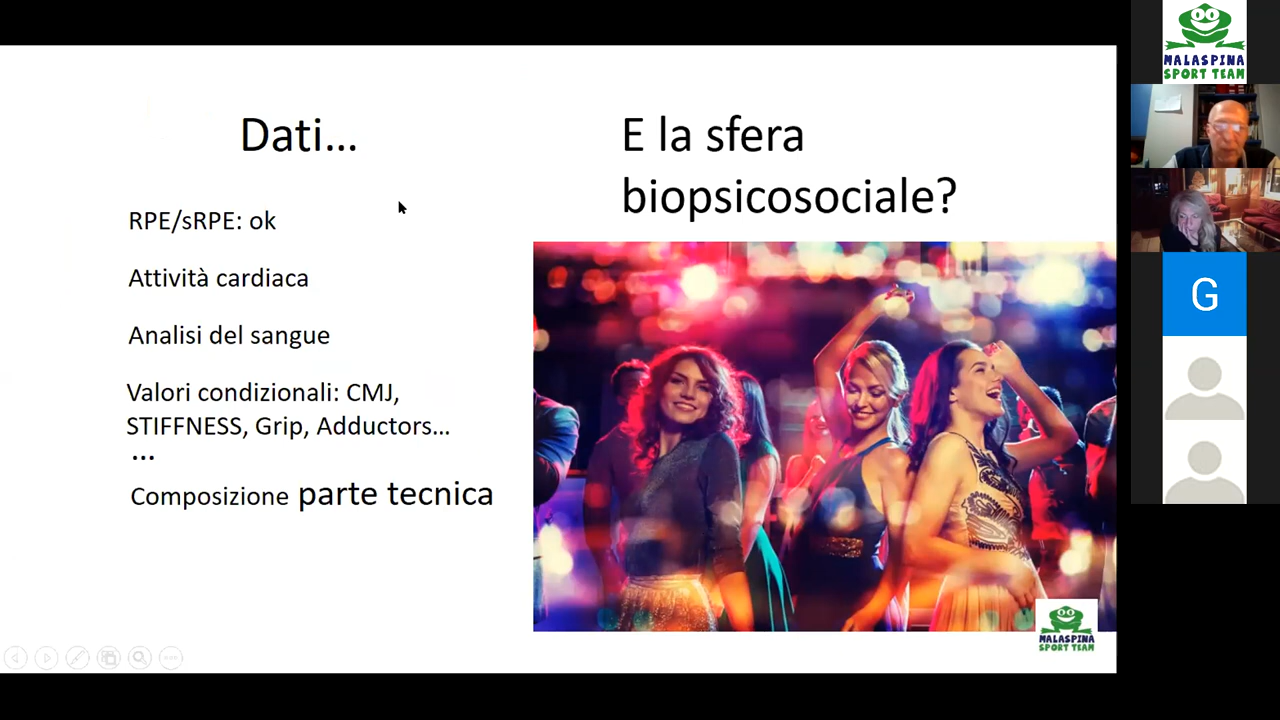 Dati...
RPE/sRPE: ok
Attività cardiaca
Analisi del sangue
Valori condizionali: CMJ,
STIFFNESS, Grip, Adductors...
...
Composizione parte tecnica
E la sfera
biopsicosociale?
MALASPINA
SPORT TEAM
MALASPINA
SPORT TEAM
G